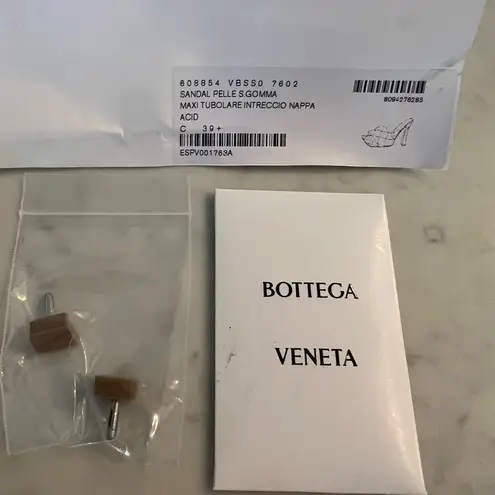 608854 VBSS0 7602
SANDAL PELLE S.GOMMA
MAXI TUBOLARE INTRECCIO NAPPA
ACID
C 39+
ESPV001763A
8094276285
BOTTEGA
VENETA